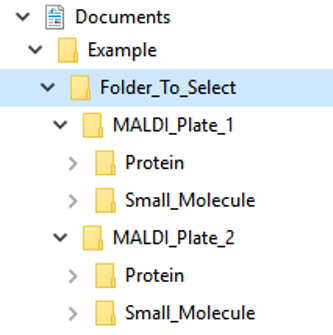 Documents
Example
Folder_To_Select
MALDI_Plate_1
Protein
Small_Molecule
MALDI_Plate_2
Protein
Small_Molecule